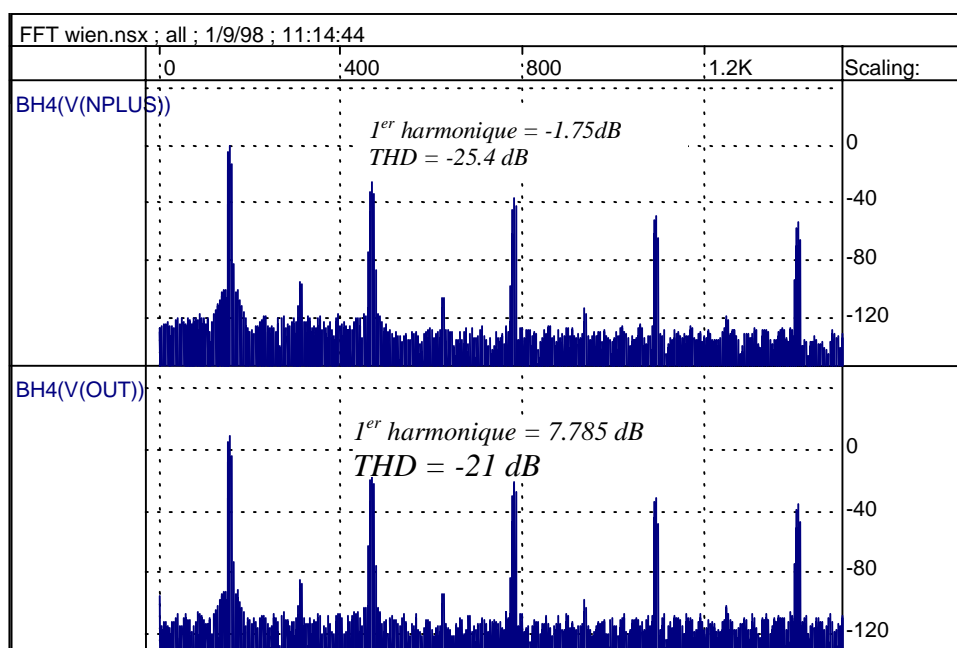 FFT wien.nsx ; all ; 1/9/98 ; 11:14:44
0 400 800 1.2K Scaling:
BH4(V(NPLUS))
1er harmonique = -1.75dB
THD = -25.4 dB
0
-40
-80
-120
BH4(V(OUT))
1er harmonique = 7.785 dB
THD = -21 dB
0
-40
-80
-120